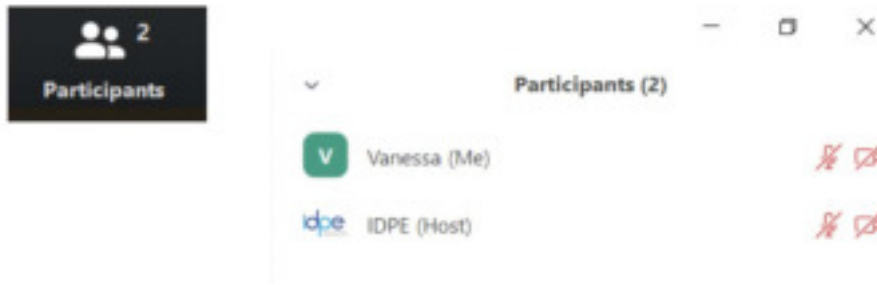 2
Participants
Participants (2)
V
Vanessa (Me)
idpe
IDPE (Host)